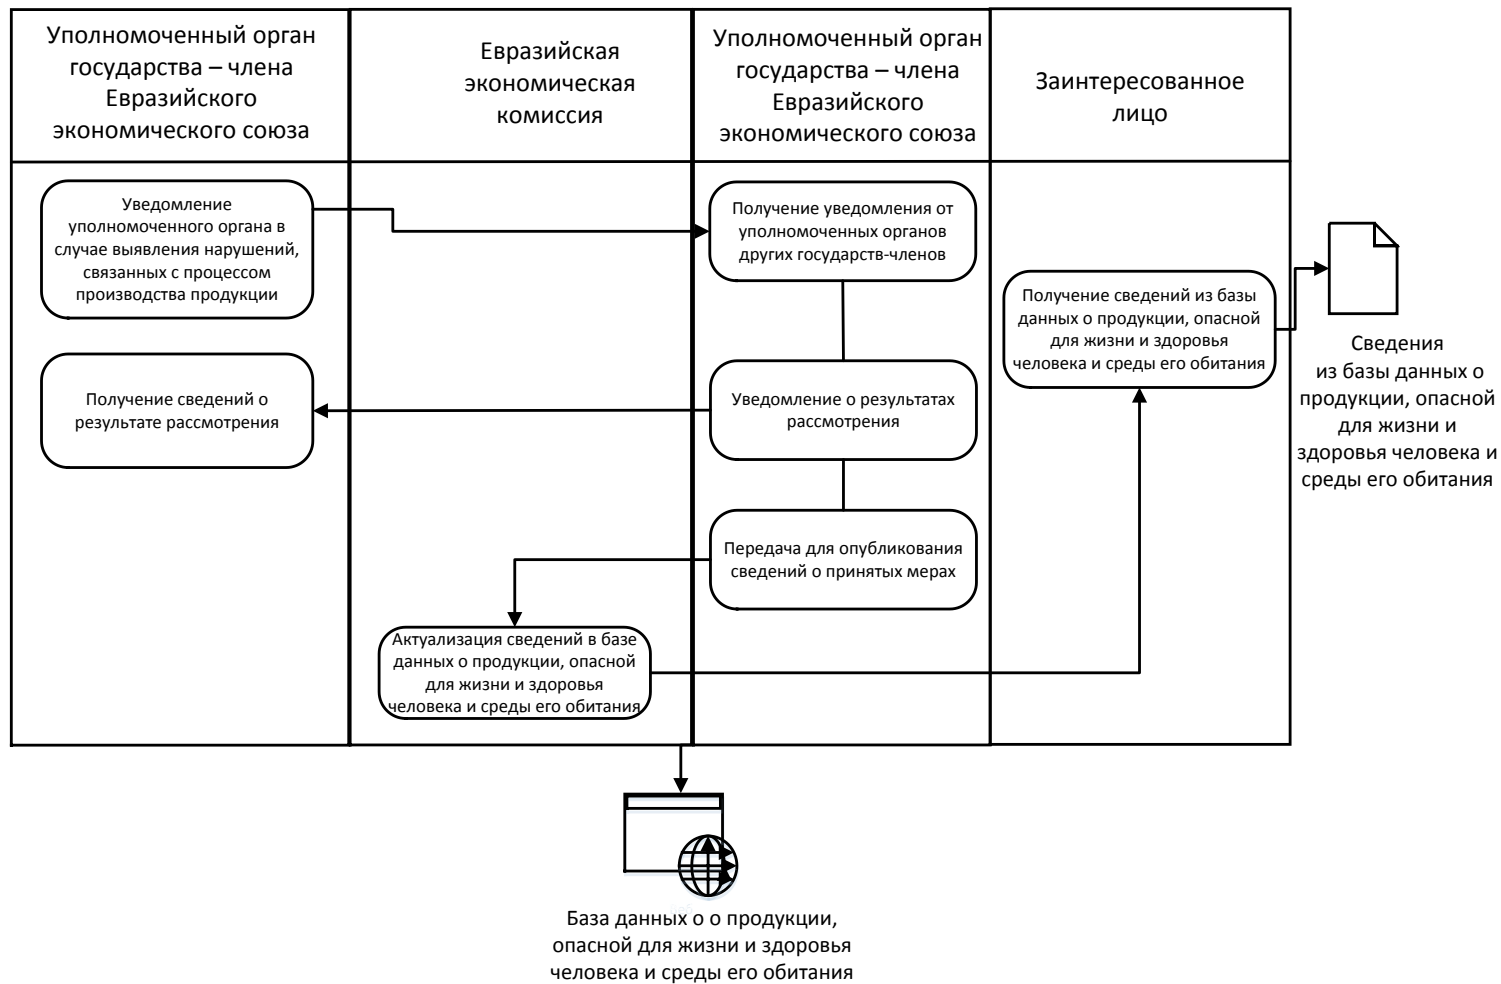 Уполномоченный орган
государства – члена
Евразийского
экономического союза
Евразийская
экономическая
комиссия
Уполномоченный орган
государства – члена
Евразийского
экономического союза
Заинтересованное
лицо
Уведомление
уполномоченного органа в
случае выявления нарушений,
связанных с процессом
производства продукции
Получение уведомления от
уполномоченных органов
других государств-членов
Получение сведений из базы
данных о продукции, опасной
для жизни и здоровья
человека и среды его обитания
Сведения
из базы данных о
продукции, опасной
для жизни и
здоровья человека и
среды его обитания
Получение сведений о
результате рассмотрения
Уведомление о результатах
рассмотрения
Передача для опубликования
сведений о принятых мерах
Актуализация сведений в базе
данных о продукции, опасной
для жизни и здоровья
человека и среды его обитания
База данных о о продукции,
опасной для жизни и здоровья
человека и среды его обитания